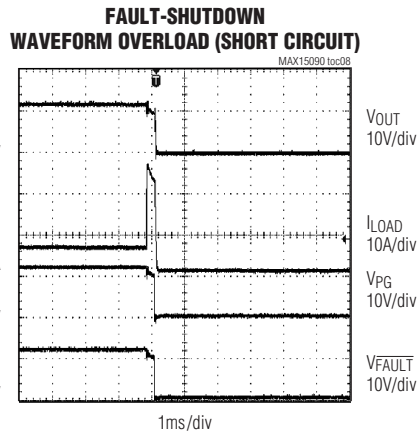 FAULT-SHUTDOWN
WAVEFORM OVERLOAD (SHORT CIRCUIT)
MAX15090 toc08
T
VOUT
10V/div
ILOAD
10A/div
VPG
10V/div
VFAULT
10V/div
1ms/div